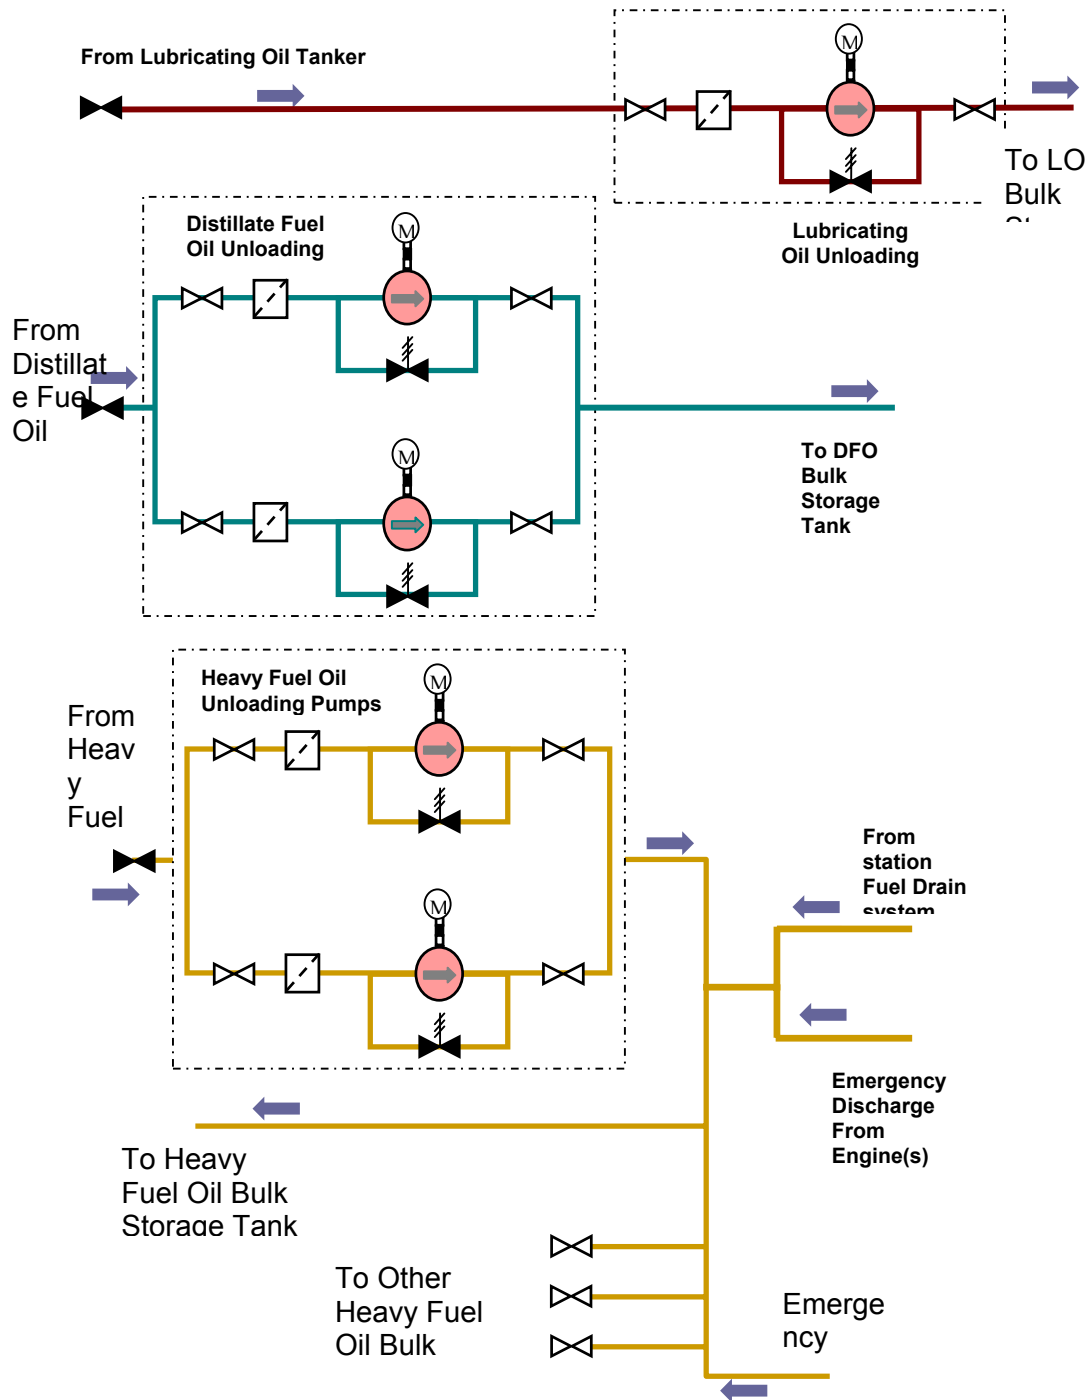 From Lubricating Oil Tanker
M
To LO
Bulk
Lubricating
Oil Unloading
Distillate Fuel
Oil Unloading
M
From
Distillat
e Fuel
Oil
M
To DFO
Bulk
Storage
Tank
Heavy Fuel Oil
Unloading Pumps
M
From
Heav
y
Fuel
From
station
Fuel Drain
system
M
Emergency
Discharge
From
Engine(s)
To Heavy
Fuel Oil Bulk
Storage Tank
To Other
Heavy Fuel
Oil Bulk
Emerge
ncy